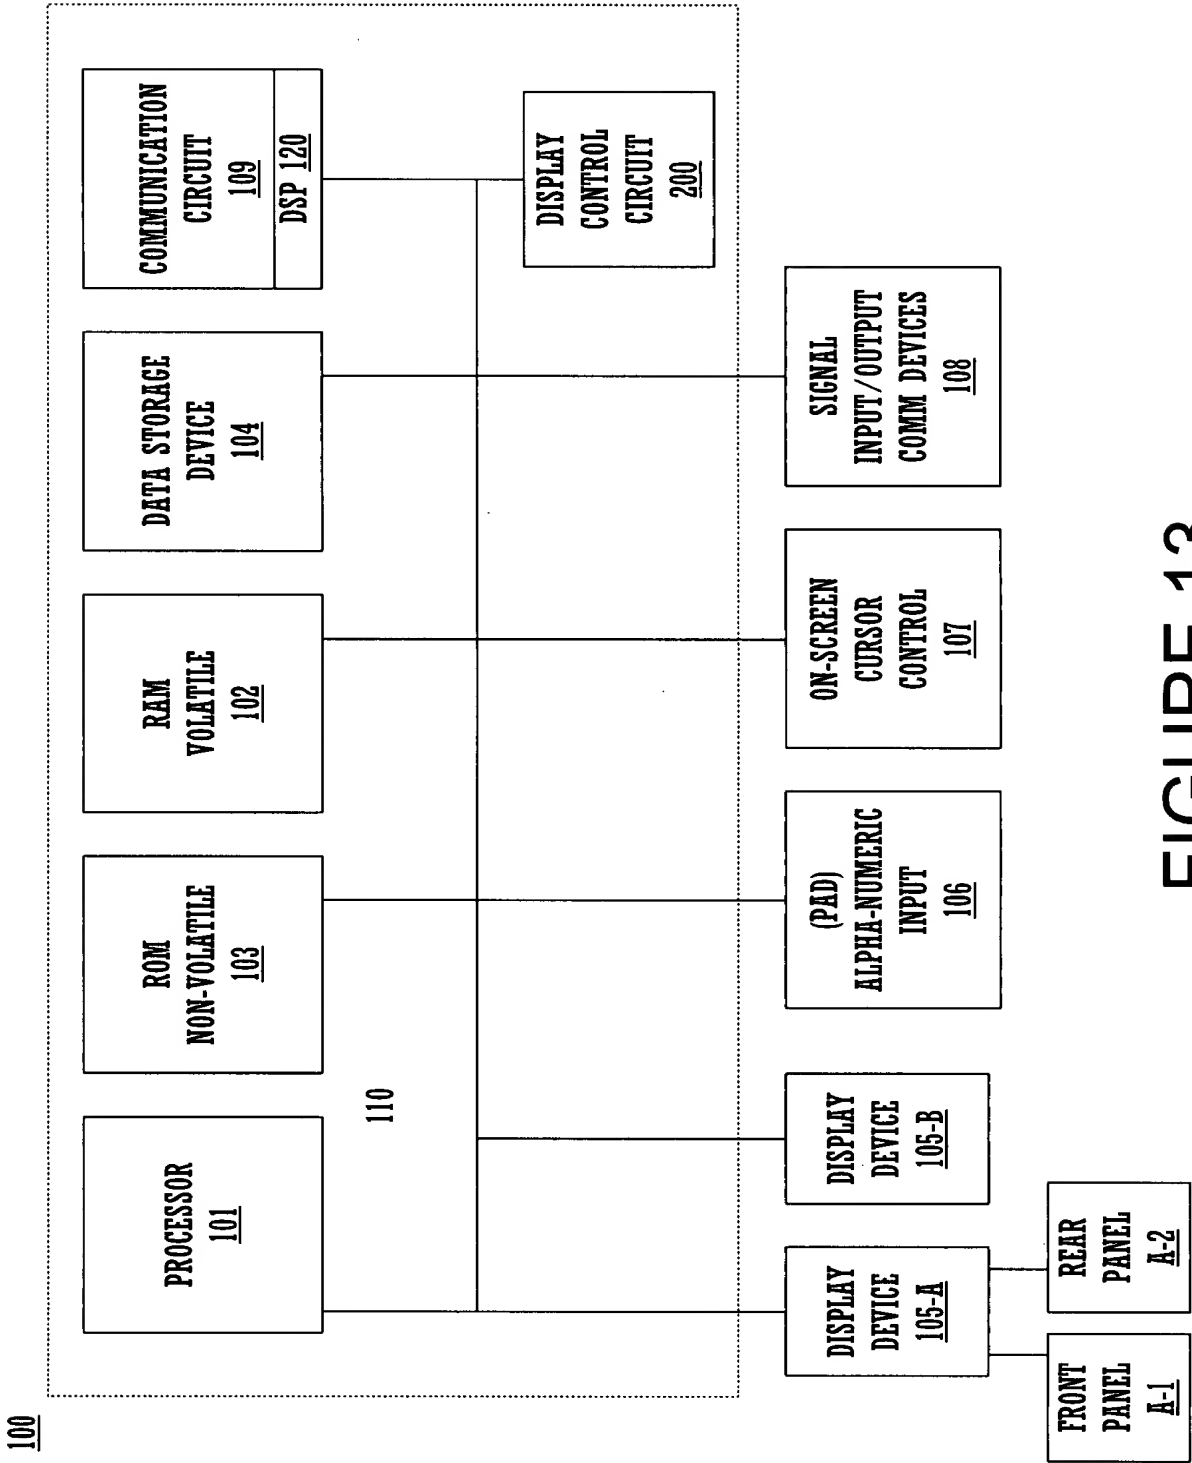 100
PROCESSOR
101
ROM
NON-VOLATILE
103
RAM
VOLATILE
102
DATA STORAGE
DEVICE
104
COMMUNICATION
CIRCUIT
109
DSP 120
110
DISPLAY
CONTROL
CIRCUIT
200
DISPLAY
DEVICE
105-A
DISPLAY
DEVICE
105-B
(PAD)
ALPHA-NUMERIC
INPUT
106
ON-SCREEN
CURSOR
CONTROL
107
SIGNAL
INPUT/OUTPUT
COMM DEVICES
108
FRONT
PANEL
A-1
REAR
PANEL
A-2
FIGURE 13